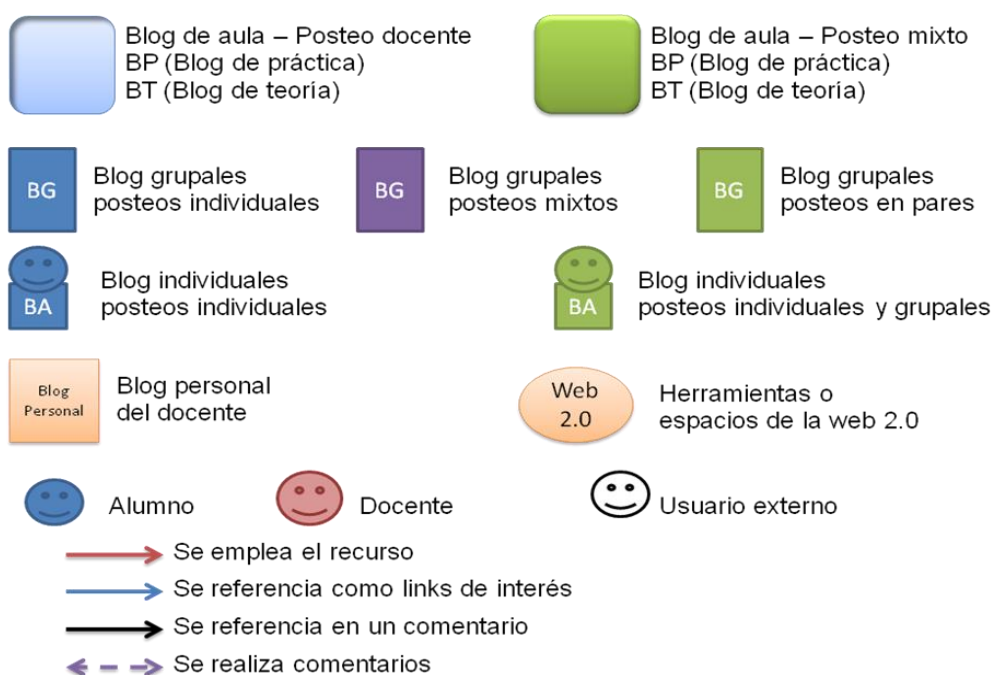 Blog de aula – Posteo docente
BP (Blog de práctica)
BT (Blog de teoría)
Blog de aula – Posteo mixto
BP (Blog de práctica)
BT (Blog de teoría)
BG
Blog grupales
posteos individuales
BG
Blog grupales
posteos mixtos
BG
Blog grupales
posteos en pares
BA
Blog individuales
posteos individuales
BA
Blog individuales
posteos individuales y grupales
Blog
Personal
Blog personal
del docente
Web
2.0
Herramientas o
espacios de la web 2.0
Alumno
Docente
Usuario externo
Se emplea el recurso
Se referencia como links de interés
Se referencia en un comentario
Se realiza comentarios